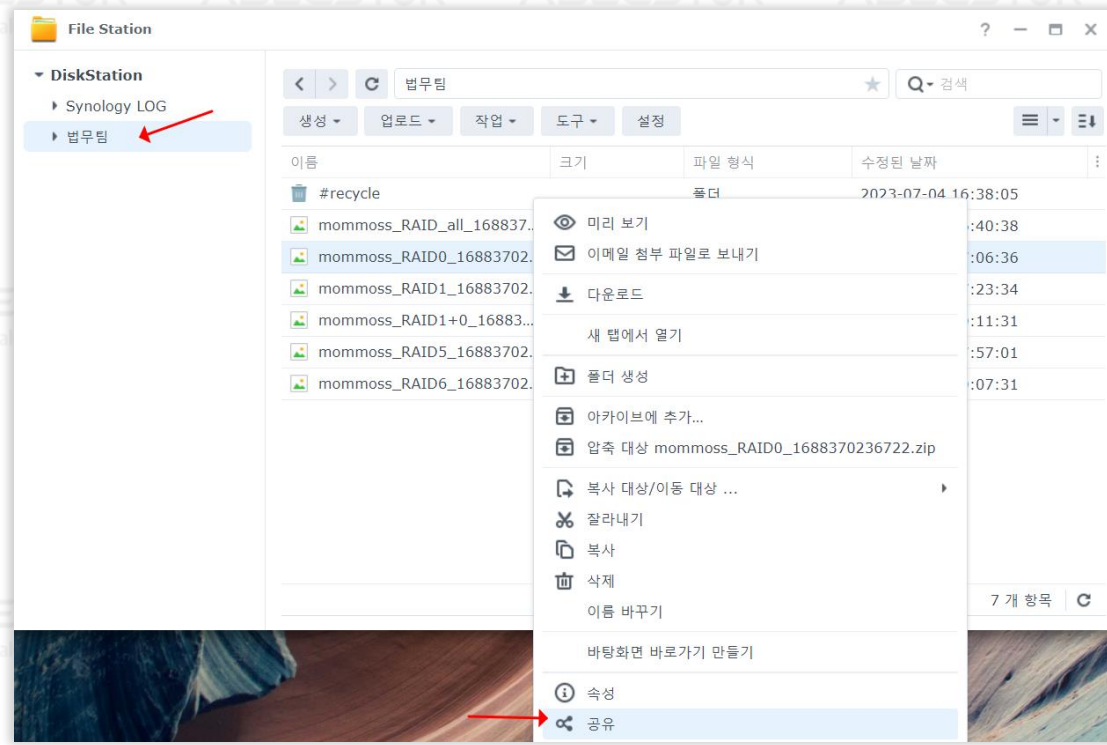 File Station
DiskStation
Synology LOG
법무팀
법무팀
검색
생성
업로드
작업
도구
설정
이름 크기 파일 형식 수정된 날짜
#recycle 폴더 2023-07-04 16:38:05
mommoss_RAID_all_168837... :40:38
mommoss_RAID0_16883702. :06:36
mommoss_RAID1_16883702. :23:34
mommoss_RAID1+0_16883... :11:31
mommoss_RAID5_16883702. :57:01
mommoss_RAID6_16883702. :07:31
미리 보기
이메일 첨부 파일로 보내기
다운로드
새 탭에서 열기
폴더 생성
아카이브에 추가...
압축 대상 mommoss_RAID0_1688370236722.zip
복사 대상/이동 대상 ...
잘라내기
복사
삭제
이름 바꾸기
바탕화면 바로가기 만들기
속성
공유
7 개 항목